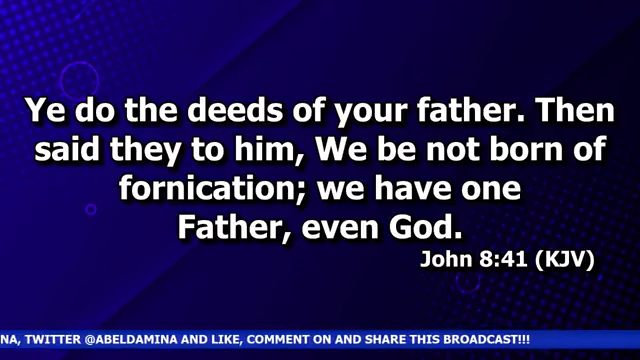 Ye do the deeds of your father. Then
said they to him, We be not born of
fornication; we have one
Father, even God.
John 8:41 (KJV)
NA, TWITTER @ABELDAMINA AND LIKE, COMMENT ON AND SHARE THIS BROADCAST!!!